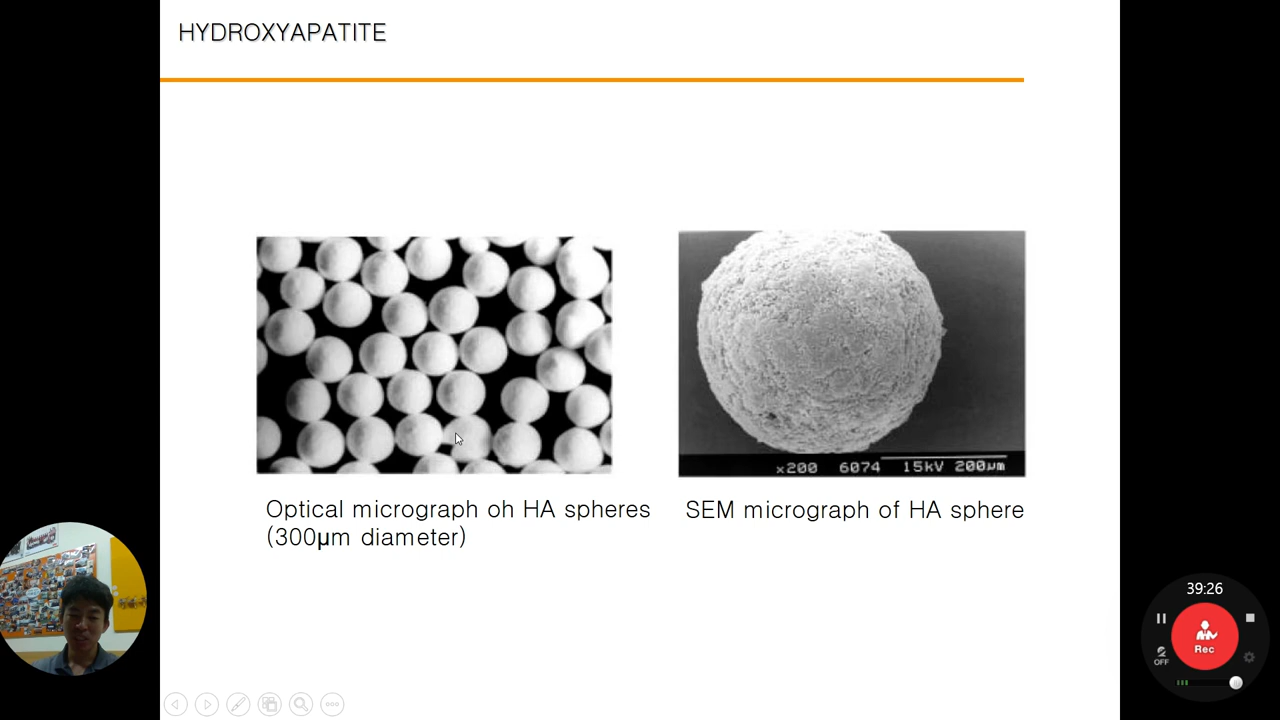 HYDROXYAPATITE
x200 6074 15kV 200µm
Optical micrograph oh HA spheres
(300µm diameter)
SEM micrograph of HA sphere
39:26
Rec
OFF